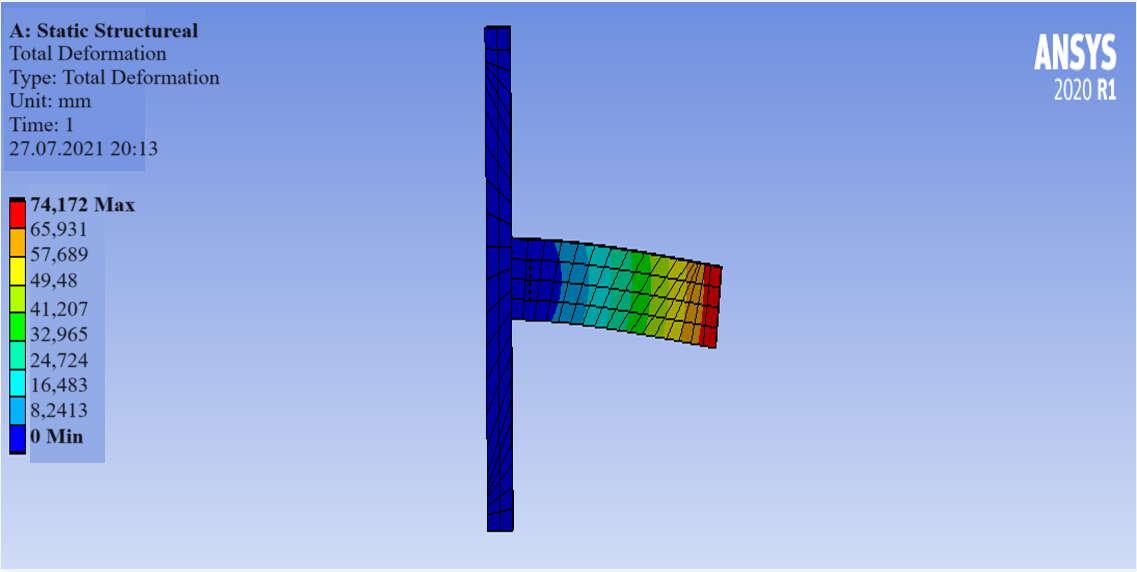 A: Static Structureal
Total Deformation
Type: Total Deformation
Unit: mm
Time: 1
27.07.2021 20:13
ANSYS
2020 R1
74,172 Max
65,931
57,689
49,48
41,207
32,965
24,724
16,483
8,2413
0 Min